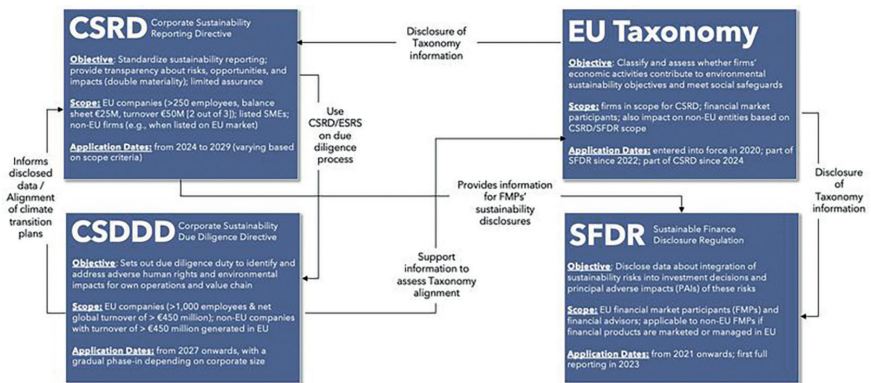 CSRD Corporate Sustainability
Reporting Directive
Objective: Standardize sustainability reporting;
provide transparency about risks, opportunities, and
impacts (double materiality); limited assurance
Scope: EU companies (>250 employees, balance
sheet €25M, turnover €50M [2 out of 3]); listed SMEs;
non-EU firms (e.g., when listed on EU market)
Application Dates: from 2024 to 2029 (varying based
on scope criteria)
Disclosure of
Taxonomy
information
EU Taxonomy
Objective: Classify and assess whether firms'
economic activities contribute to environmental
sustainability objectives and meet social safeguards
Scope: firms in scope for CSRD; financial market
participants; also impact on non-EU entities based on
CSRD/SFDR scope
Application Dates: entered into force in 2020; part of
SFDR since 2022; part of CSRD since 2024
Use
CSRD/ESRS
on due
diligence
process
Informs
disclosed
data /
Alignment
of climate
transition
plans
Provides information
for FMPs'
sustainability
disclosures
Disclosure
of
Taxonomy
information
CSDDD Corporate Sustainability
Due Diligence Directive
Objective: Sets out due diligence duty to identify and
address adverse human rights and environmental
impacts for own operations and value chain
Scope: EU companies (>1,000 employees & net
global turnover of > €450 million); non-EU companies
with turnover of > €450 million generated in EU
Application Dates: from 2027 onwards, with a
gradual phase-in depending on corporate size
Support
information to
assess Taxonomy
alignment
SFDR Sustainable Finance
Disclosure Regulation
Objective: Disclose data about integration of
sustainability risks into investment decisions and
principal adverse impacts (PAIs) of these risks
Scope: EU financial market participants (FMPs) and
financial advisors; applicable to non-EU FMPs if
financial products are marketed or managed in EU
Application Dates: from 2021 onwards; first full
reporting in 2023